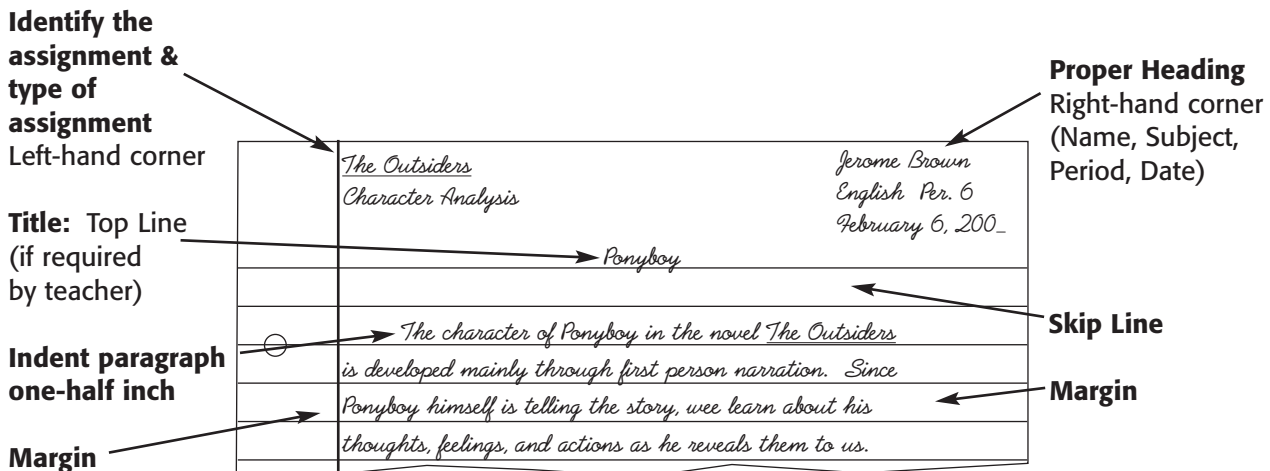 Identify the
assignment &
type of
assignment
Left-hand corner
Title: Top Line
(if required
by teacher)
Indent paragraph
one-half inch
Margin
The Outsiders
Character Analysis
Jerome Brown
English Per. 6
February 6, 200_
Ponyboy
The character of Ponyboy in the novel The Outsiders
is developed mainly through first person narration. Since
Ponyboy himself is telling the story, wee learn about his
thoughts, feelings, and actions as he reveals them to us.
Proper Heading
Right-hand corner
(Name, Subject,
Period, Date)
Skip Line
Margin